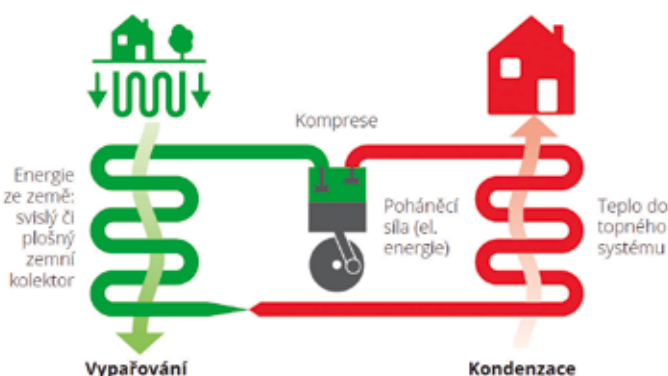 Komprese
Energie
ze země:
svislý či
plošný
zemní
kolektor
Poháněcí
síla (el.
energie)
Teplo do
topného
systému
Vypařování
Kondenzace